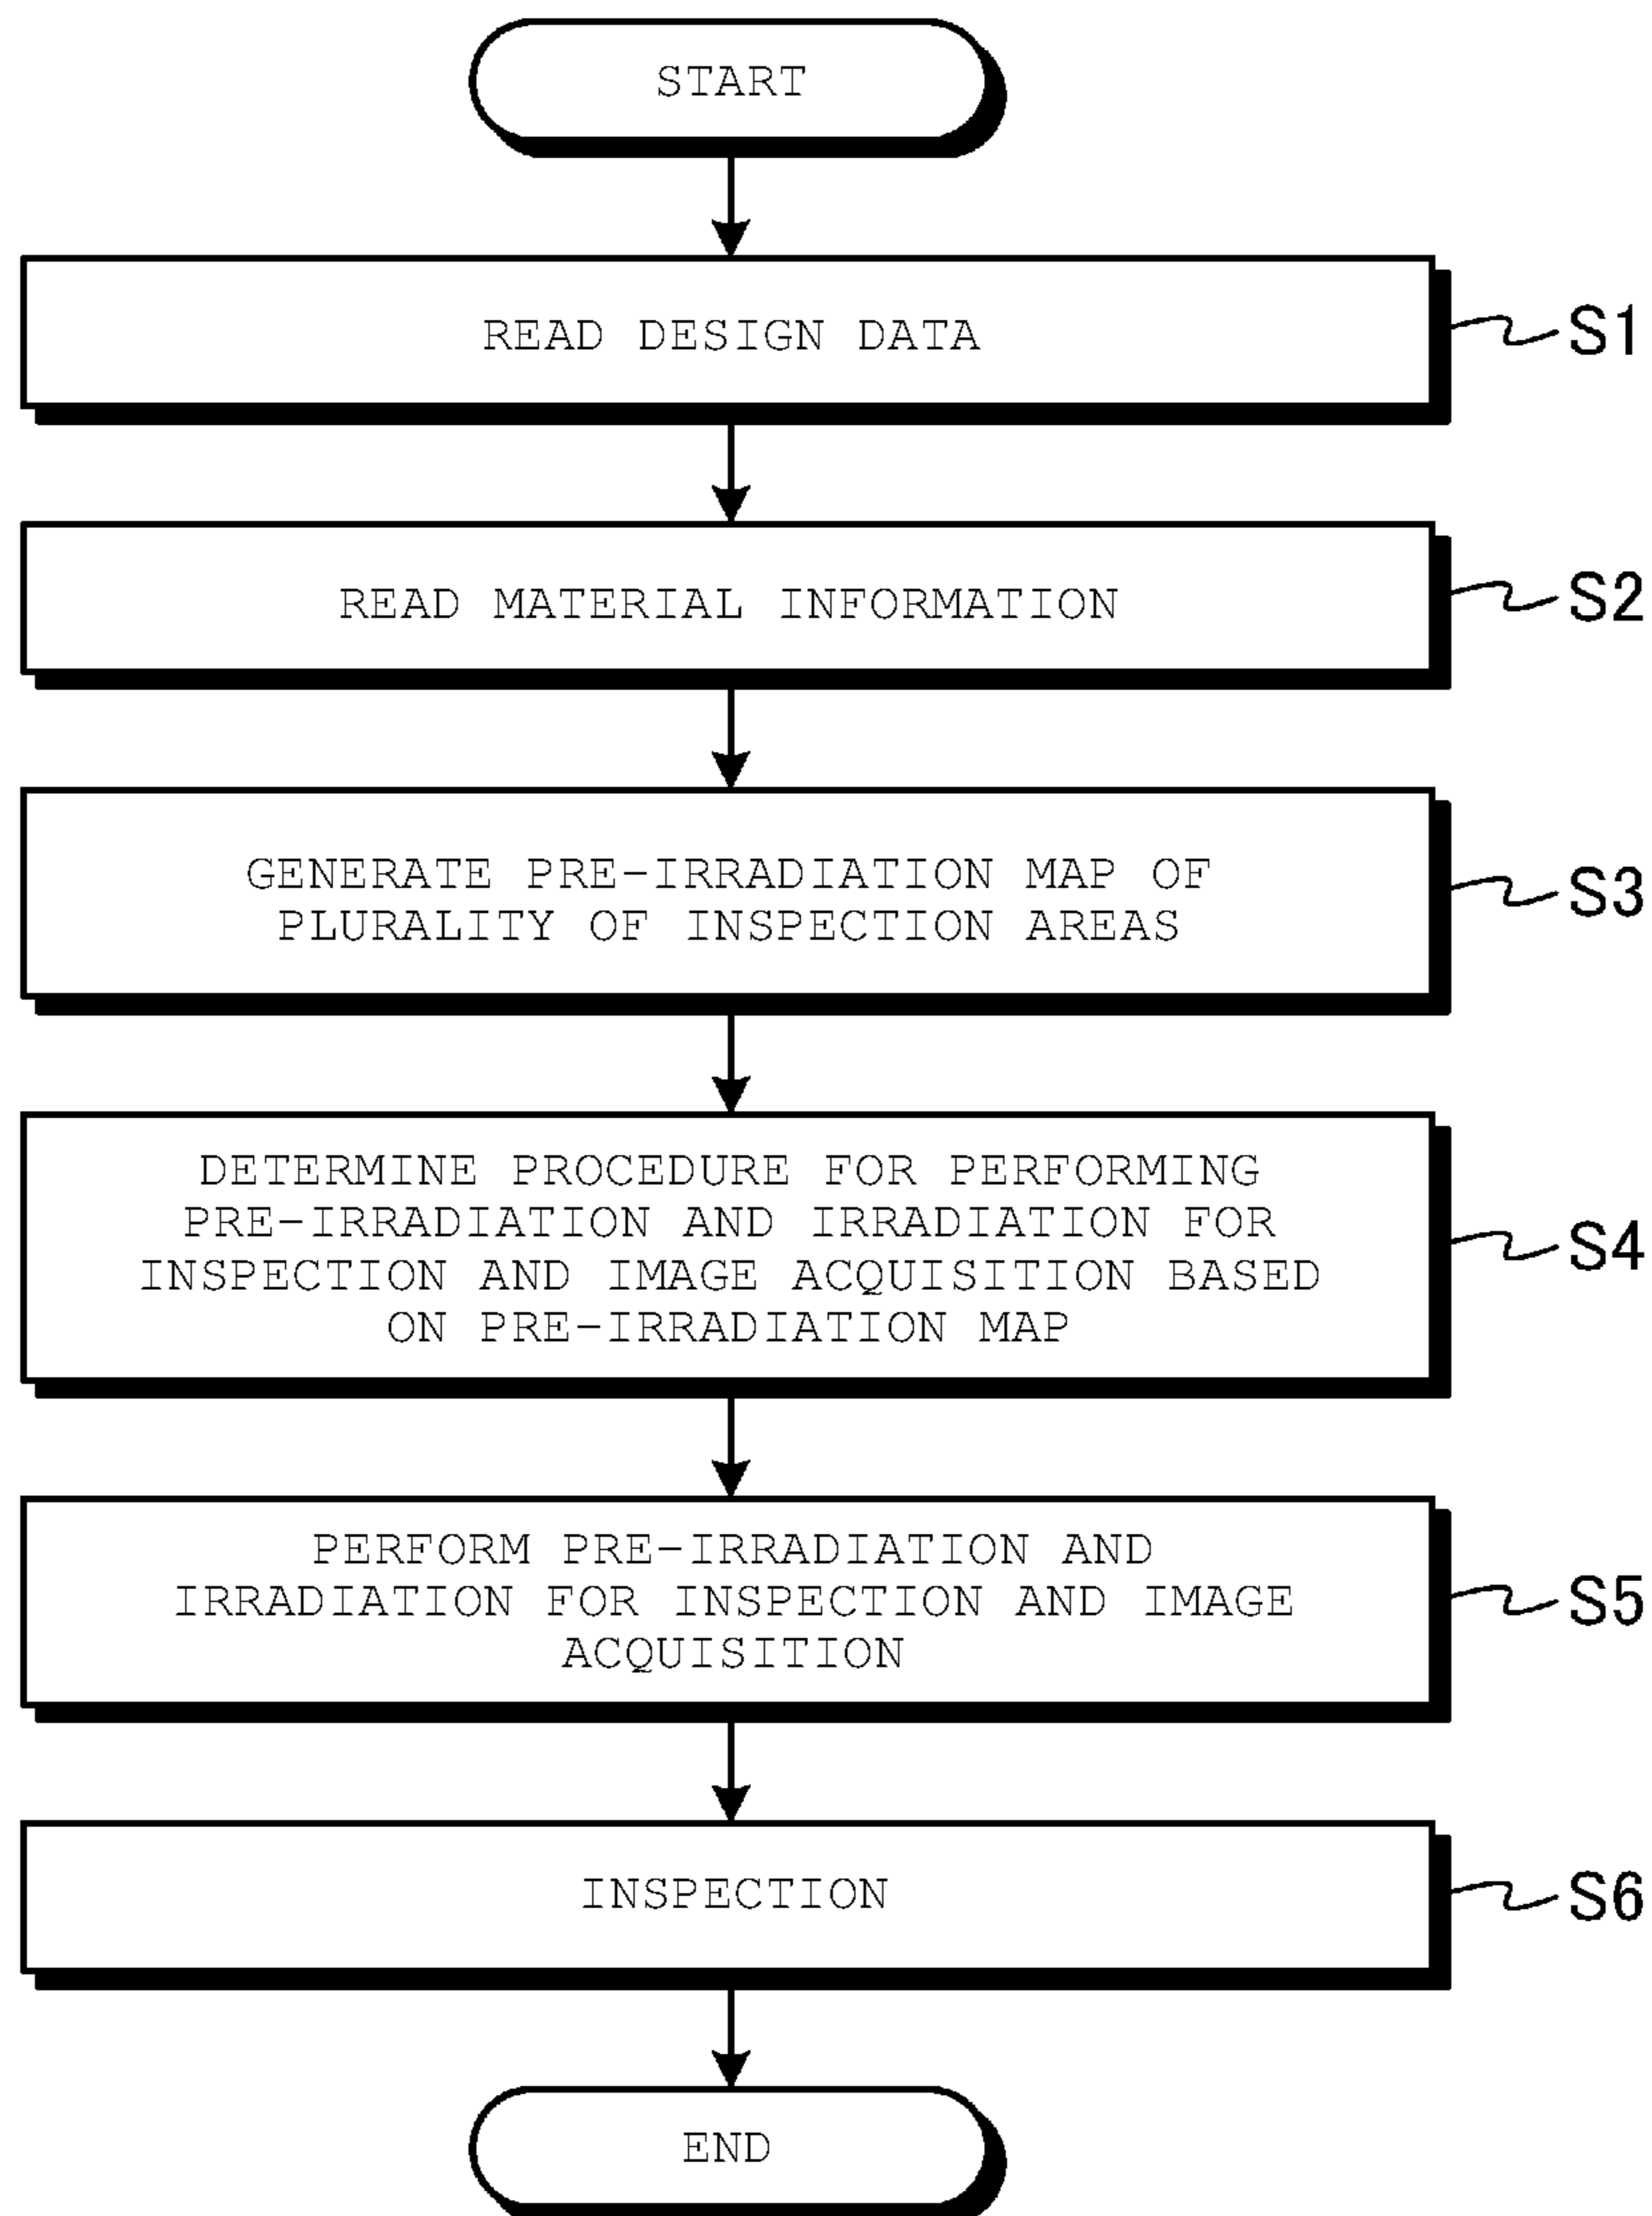 START
READ DESIGN DATA
S1
READ MATERIAL INFORMATION
S2
GENERATE PRE-IRRADIATION MAP OF
PLURALITY OF INSPECTION AREAS
S3
DETERMINE PROCEDURE FOR PERFORMING
PRE-IRRADIATION AND IRRADIATION FOR
INSPECTION AND IMAGE ACQUISITION BASED
ON PRE-IRRADIATION MAP
S4
PERFORM PRE-IRRADIATION AND
IRRADIATION FOR INSPECTION AND IMAGE
ACQUISITION
S5
INSPECTION
S6
END